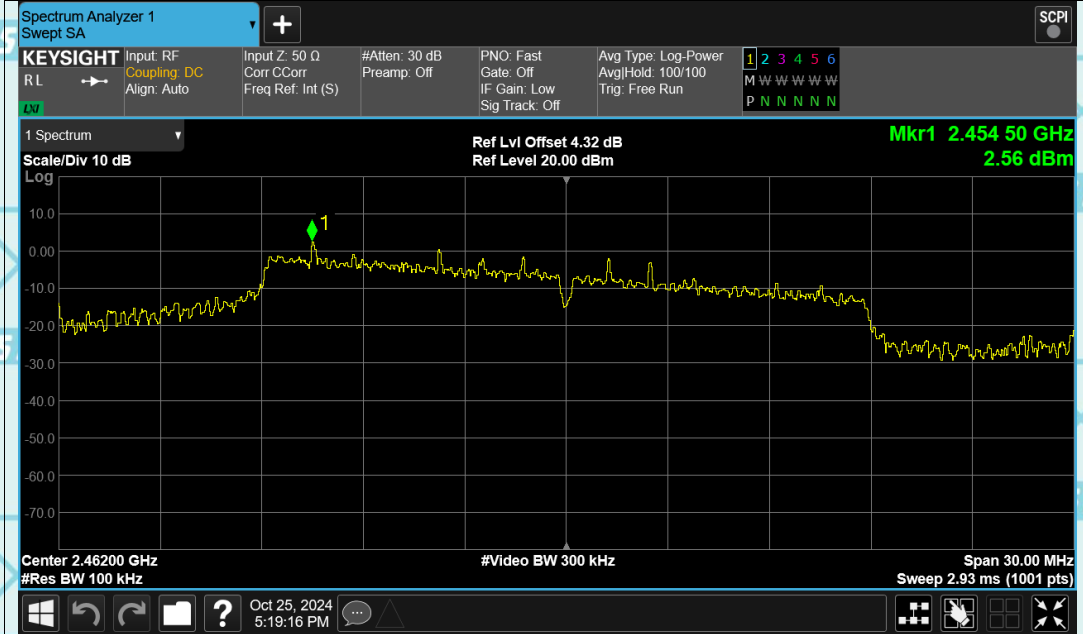 Spectrum Analyzer 1
Swept SA
+
SCPI
KEYSIGHT
R L
LXI
Input: RF
Coupling: DC
Align: Auto
Input Z: 50 Ω
Corr CCorr
Freq Ref: Int (S)
#Atten: 30 dB
Preamp: Off
PNO: Fast
Gate: Off
IF Gain: Low
Sig Track: Off
Avg Type: Log-Power
Avg|Hold: 100/100
Trig: Free Run
1 2 3 4 5 6
M W W W W W
P N N N N N
1 Spectrum
Scale/Div 10 dB
Log
Ref Lvl Offset 4.32 dB
Ref Level 20.00 dBm
Mkr1 2.454 50 GHz
2.56 dBm
1
10.0
0.00
-10.0
-20.0
-30.0
-40.0
-50.0
-60.0
-70.0
Center 2.46200 GHz
#Res BW 100 kHz
#Video BW 300 kHz
Span 30.00 MHz
Sweep 2.93 ms (1001 pts)
?
Oct 25, 2024
5:19:16 PM